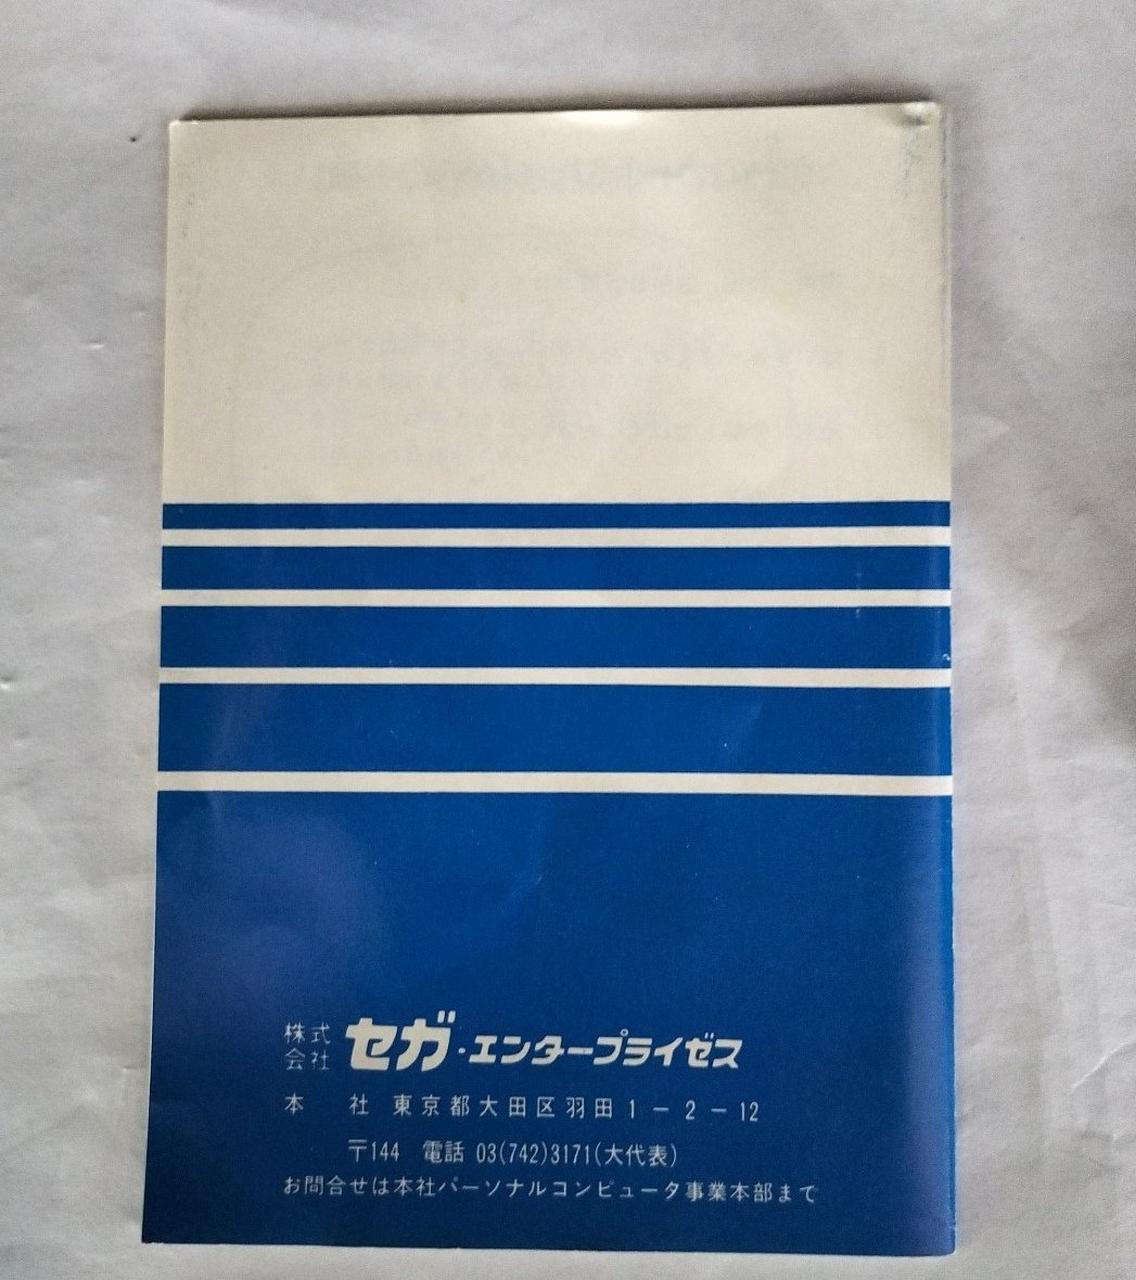 株式会社 セガ・エンタープライゼス
本　社 東京都大田区羽田1－2－12
〒144 電話 03(742)3171(大代表)
お問合せは本社パーソナルコンピュータ事業本部まで